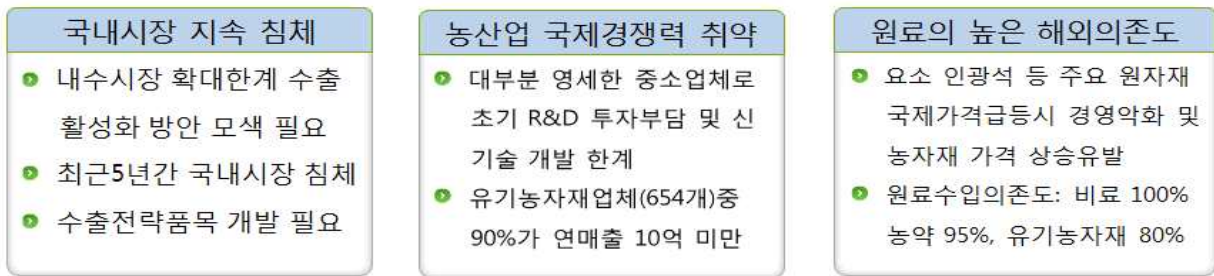 국내시장 지속 침체
내수시장 확대한계 수출
활성화 방안 모색 필요
최근5년간 국내시장 침체
수출전략품목 개발 필요
농산업 국제경쟁력 취약
대부분 영세한 중소업체로
초기 R&D 투자부담 및 신
기술 개발 한계
유기농자재업체(654개)중
90%가 연매출 10억 미만
원료의 높은 해외의존도
요소 인광석 등 주요 원자재
국제가격급등시 경영악화 및
농자재 가격 상승유발
원료수입의존도: 비료 100%
농약 95%, 유기농자재 80%